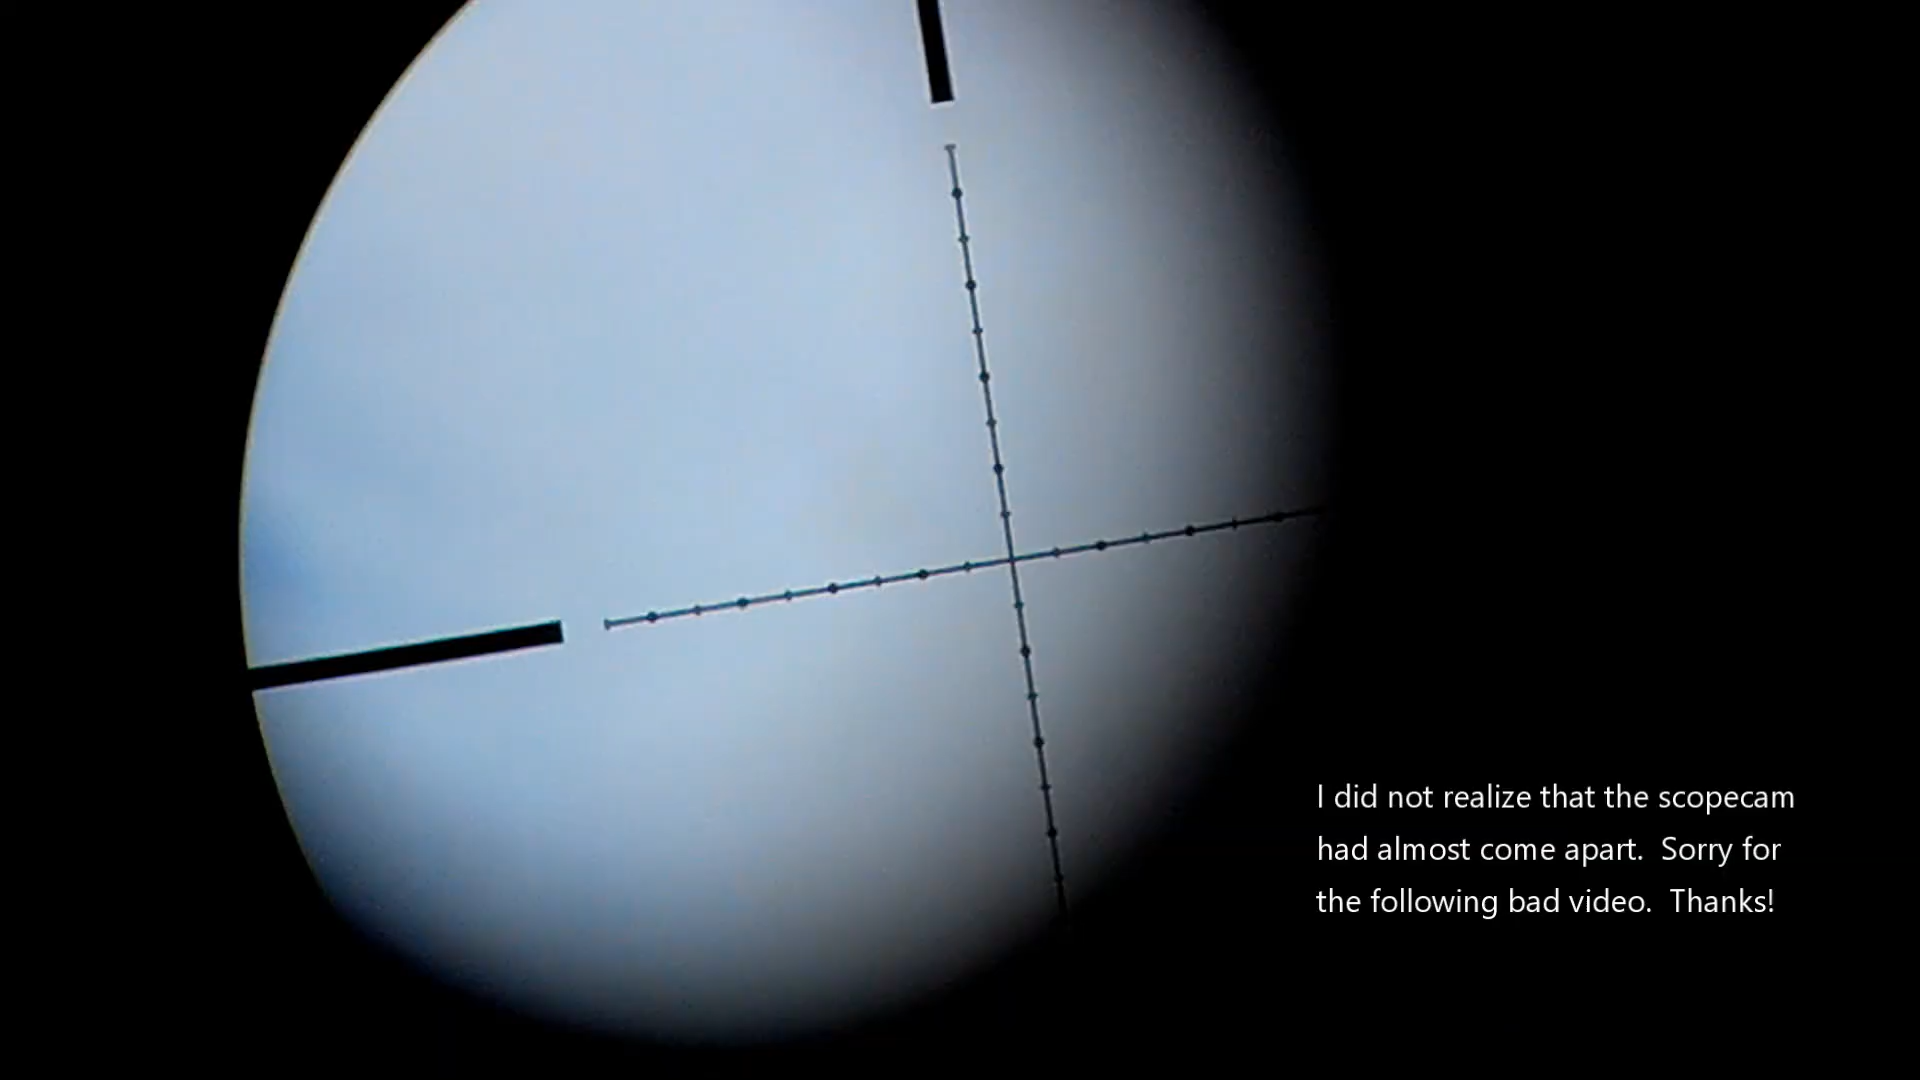 I did not realize that the scopecam
had almost come apart.  Sorry for
the following bad video.  Thanks!